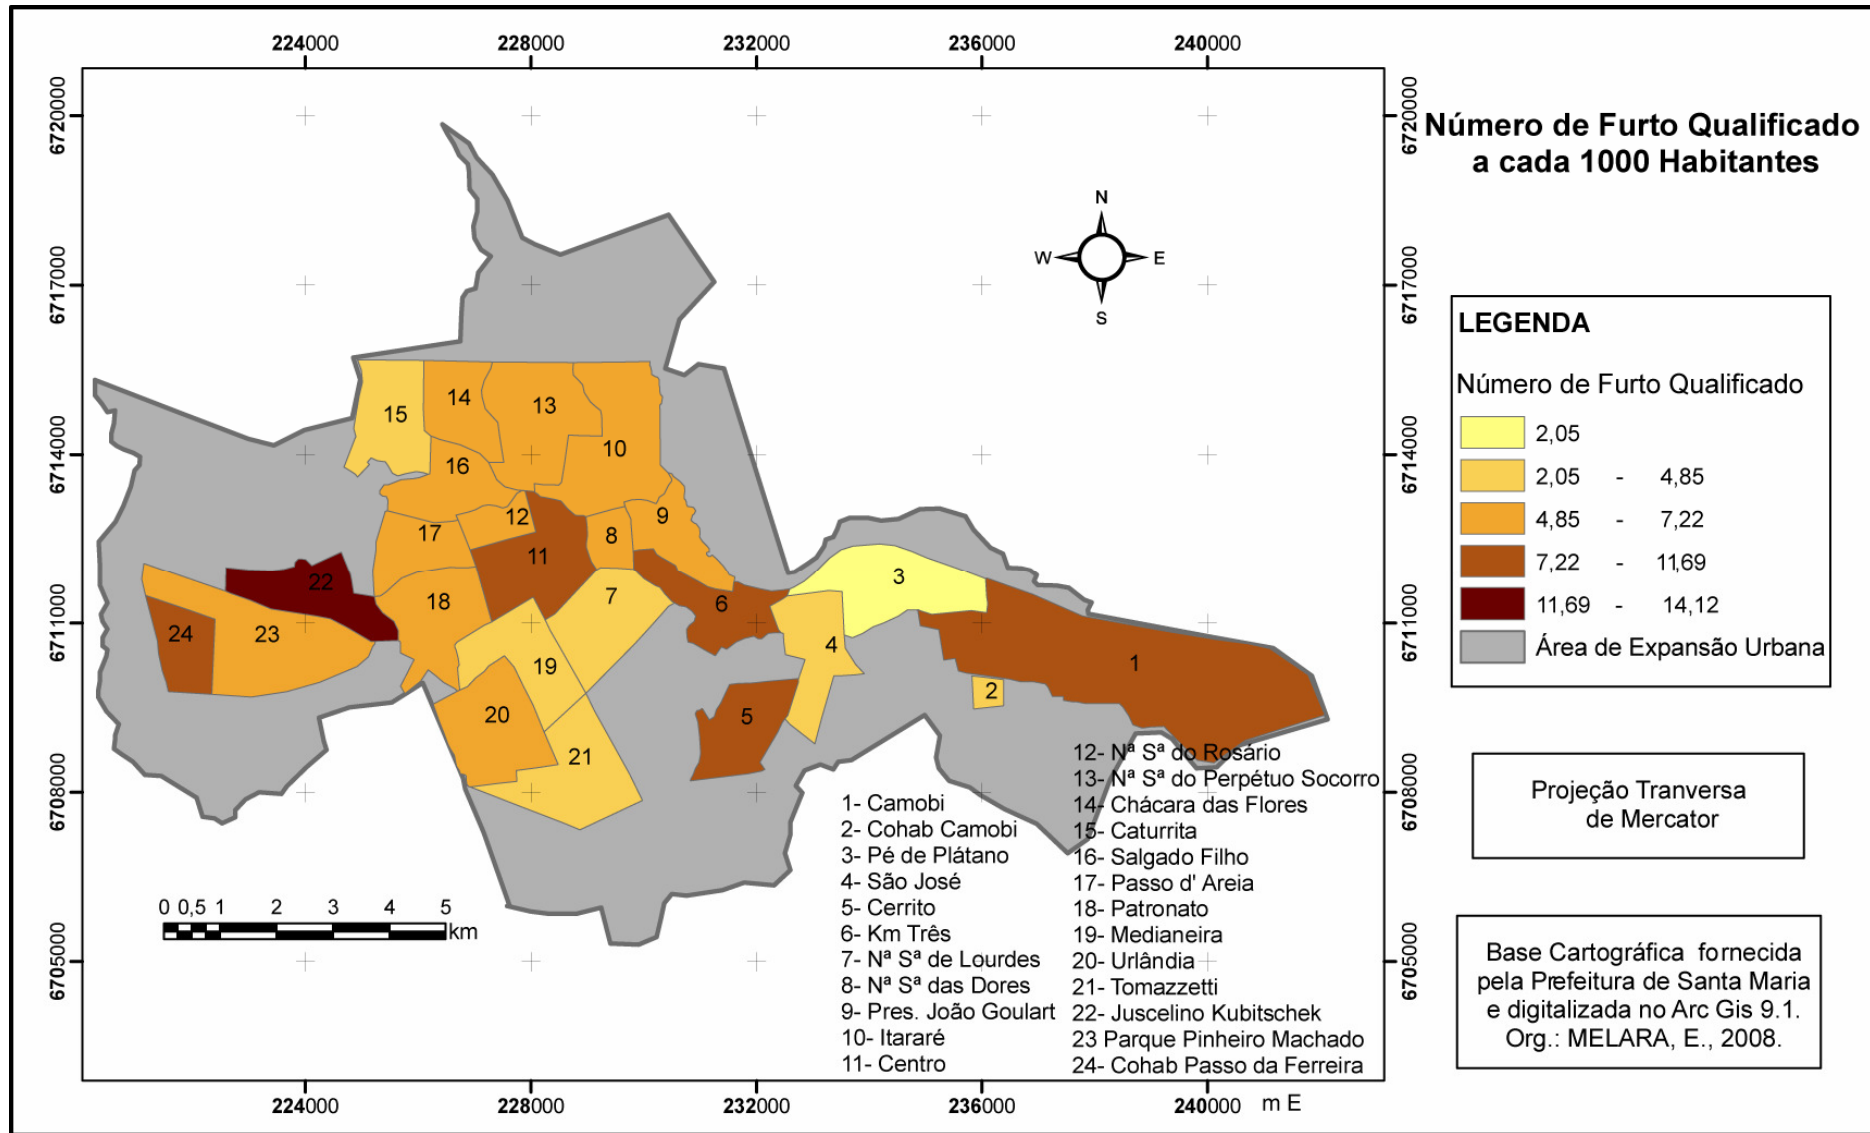 224000 228000 232000 236000 240000
6720000
6717000
6714000
6711000
6708000
6705000
6720000
6717000
6714000
6711000
6708000
6705000
N
W E
S
15
14
13
10
16
12
17
11
8
9
22
18
7
6
3
24
23
4
1
19
2
20
5
21
0 0,5 1 2 3 4 5
km
1- Camobi
2- Cohab Camobi
3- Pé de Plátano
4- São José
5- Cerrito
6- Km Três
7- Nª Sª de Lourdes
8- Nª Sª das Dores
9- Pres. João Goulart
10- Itararé
11- Centro
12- Nª Sª do Rosário
13- Nª Sª do Perpétuo Socorro
14- Chácara das Flores
15- Caturrita
16- Salgado Filho
17- Passo d' Areia
18- Patronato
19- Medianeira
20- Urlândia
21- Tomazzetti
22- Juscelino Kubitschek
23 Parque Pinheiro Machado
24- Cohab Passo da Ferreira
224000 228000 232000 236000 240000 m E
Número de Furto Qualificado
a cada 1000 Habitantes
LEGENDA
Número de Furto Qualificado
2,05
2,05 - 4,85
4,85 - 7,22
7,22 - 11,69
11,69 - 14,12
Área de Expansão Urbana
Projeção Tranversa
de Mercator
Base Cartográfica fornecida
pela Prefeitura de Santa Maria
e digitalizada no Arc Gis 9.1.
Org.: MELARA, E., 2008.